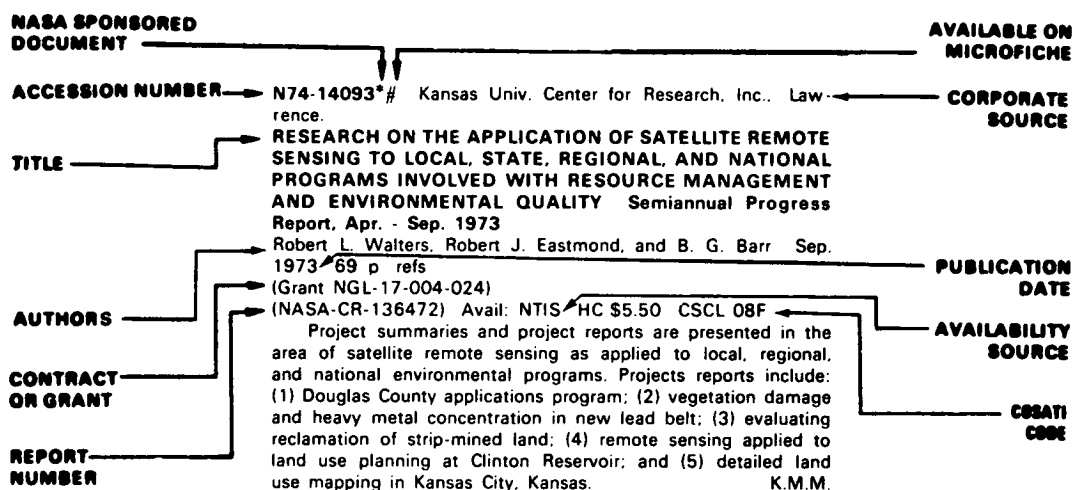 NASA SPONSORED
DOCUMENT
AVAILABLE ON
MICROFICHE
ACCESSION NUMBER
N74-14093*# Kansas Univ. Center for Research, Inc., Law-
rence.
CORPORATE
SOURCE
TITLE
RESEARCH ON THE APPLICATION OF SATELLITE REMOTE
SENSING TO LOCAL, STATE, REGIONAL, AND NATIONAL
PROGRAMS INVOLVED WITH RESOURCE MANAGEMENT
AND ENVIRONMENTAL QUALITY Semiannual Progress
Report, Apr. - Sep. 1973
AUTHORS
Robert L. Walters, Robert J. Eastmond, and B. G. Barr Sep.
1973 69 p refs
PUBLICATION
DATE
CONTRACT
OR GRANT
(Grant NGL-17-004-024)
REPORT
NUMBER
(NASA-CR-136472) Avail: NTIS HC $5.50 CSCL 08F
AVAILABILITY
SOURCE
COSATI
CODE
Project summaries and project reports are presented in the
area of satellite remote sensing as applied to local, regional,
and national environmental programs. Projects reports include:
(1) Douglas County applications program; (2) vegetation damage
and heavy metal concentration in new lead belt; (3) evaluating
reclamation of strip-mined land; (4) remote sensing applied to
land use planning at Clinton Reservoir; and (5) detailed land
use mapping in Kansas City, Kansas. K.M.M.